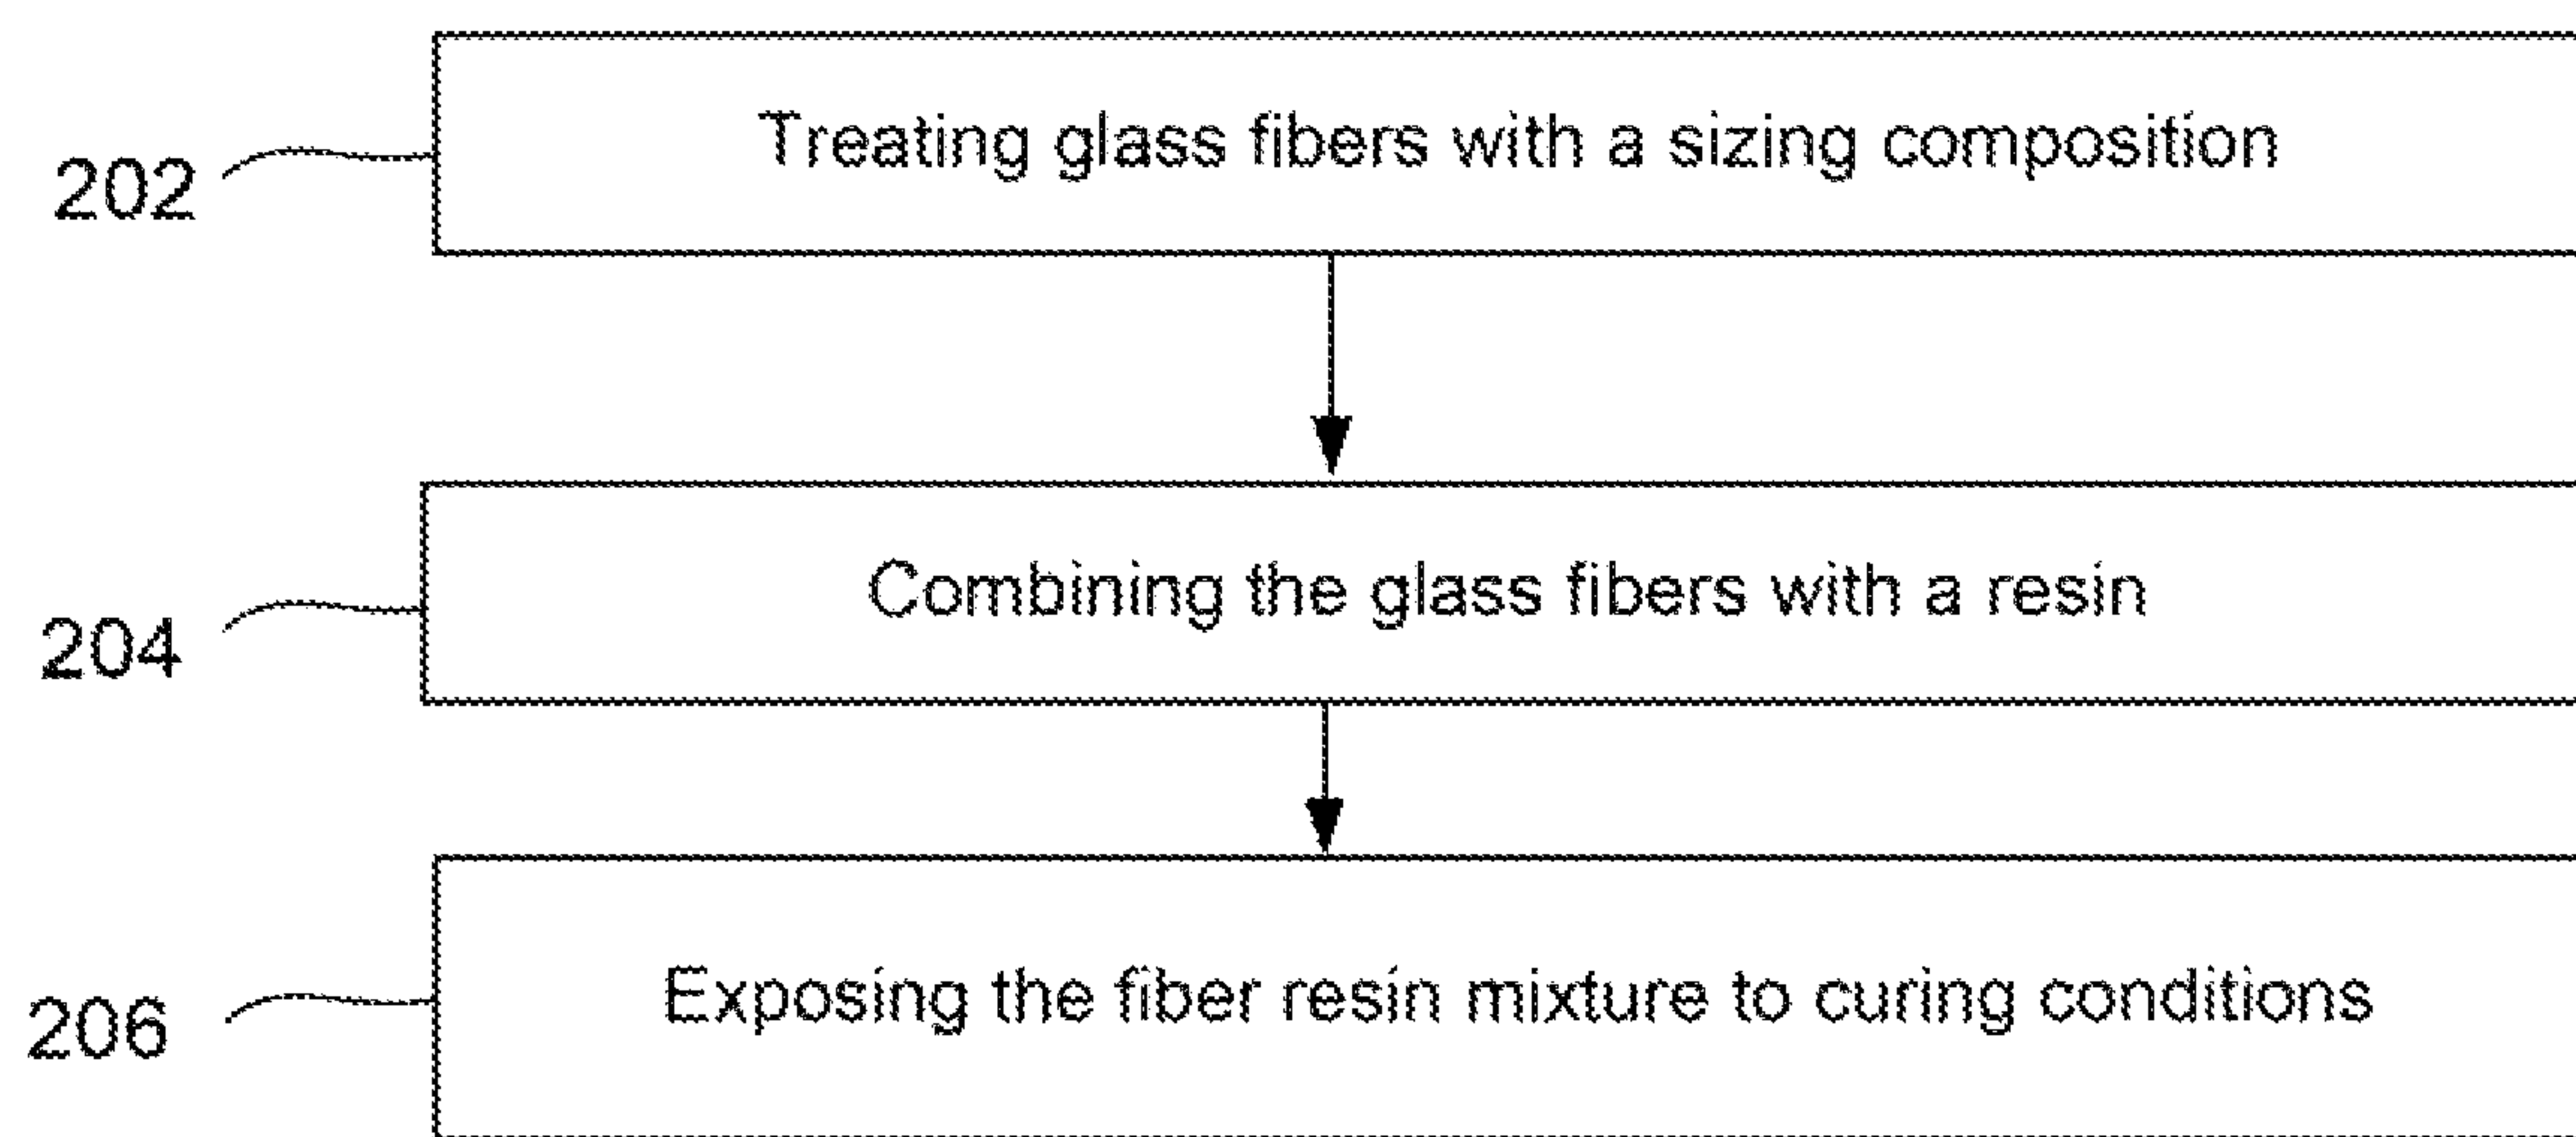 Treating glass fibers with a sizing composition
202
Combining the glass fibers with a resin
204
Exposing the fiber resin mixture to curing conditions
206